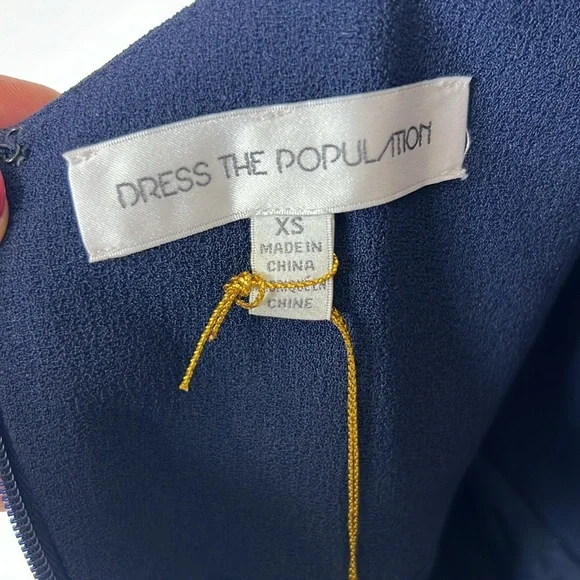 DRESS THE POPULATION
XS
MADE IN
CHINA
CHINE